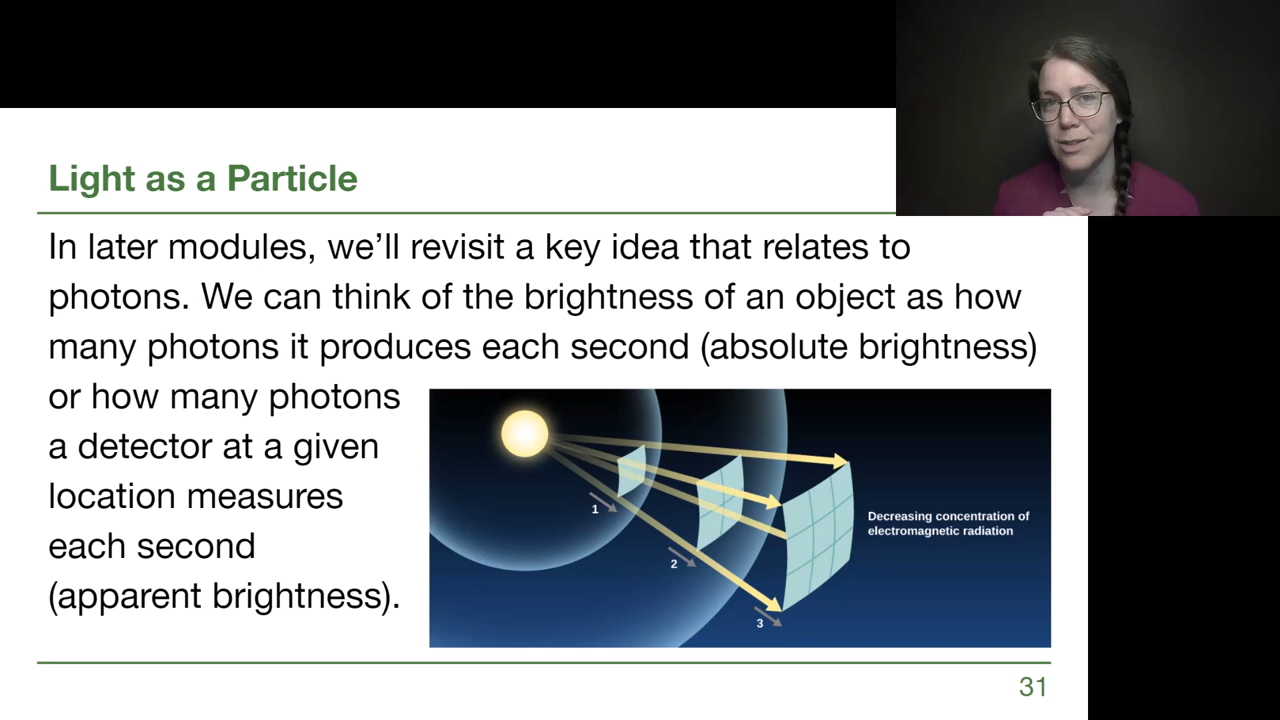 Light as a Particle
In later modules, we’ll revisit a key idea that relates to
photons. We can think of the brightness of an object as how
many photons it produces each second (absolute brightness)
or how many photons
a detector at a given
location measures
each second
(apparent brightness).
1
2
3
Decreasing concentration of
electromagnetic radiation
31